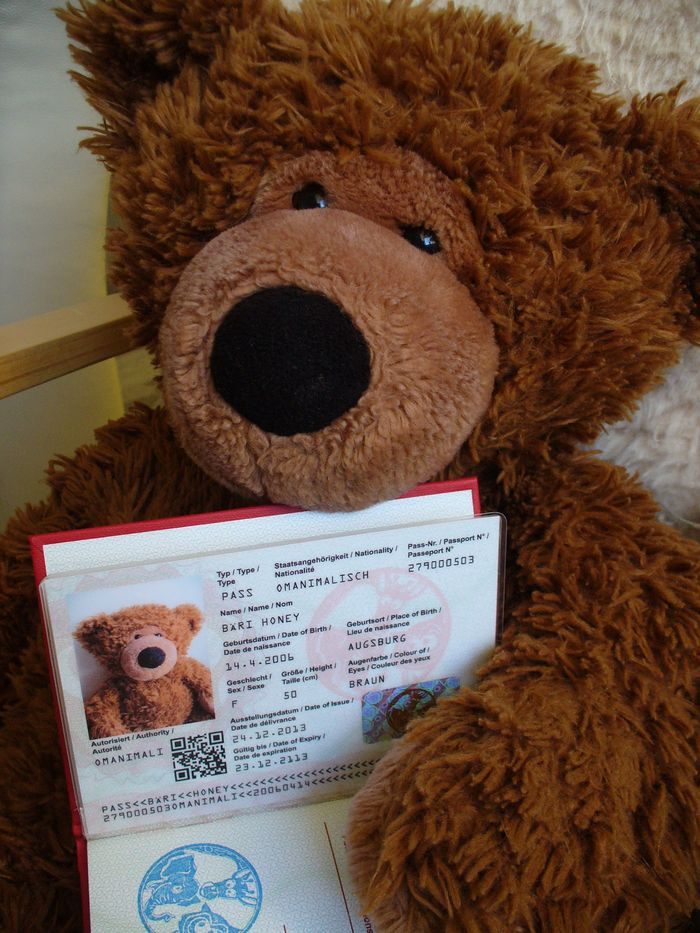 Typ / Type / Type
PASS
Staatsangehörigkeit / Nationality / Nationalité
OMANIMALISCH
Pass-Nr. / Passport N° / Passeport N°
279000503
Name / Name / Nom
BÄRI HONEY
Geburtsdatum / Date of Birth / Date de naissance
14.4.2006
Geburtsort / Place of Birth / Lieu de naissance
AUGSBURG
Geschlecht / Sex / Sexe
F
Größe / Height / Taille (cm)
50
Augenfarbe / Colour of Eyes / Couleur des yeux
BRAUN
Ausstellungsdatum / Date of Issue / Date de délivrance
24.12.2013
Autorisiert / Authority / Autorité
OMANIMALI
Gültig bis / Date of Expiry / Date de expiration
23.12.2113
PASS<<BÄRI<<HONEY<<<<<<<<<<<<<<<<<<<<
279000503OMANIMALI<<20060414<<<<<<<<